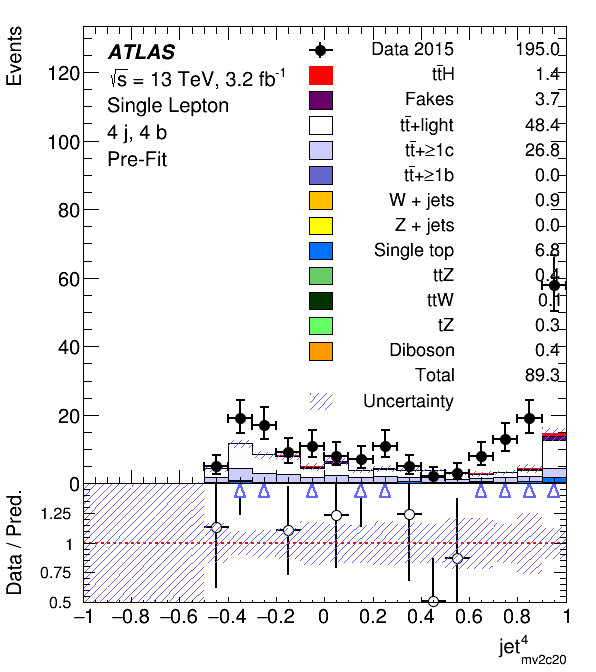 Events
120
100
80
60
40
20
0
ATLAS
√s = 13 TeV, 3.2 fb⁻¹
Single Lepton
4 j, 4 b
Pre-Fit
Data 2015 195.0
tt̄H 1.4
Fakes 3.7
tt̄+light 48.4
tt̄+≥1c 26.8
tt̄+≥1b 0.0
W + jets 0.9
Z + jets 0.0
Single top 6.8
ttZ 0.4
ttW 0.1
tZ 0.3
Diboson 0.4
Total 89.3
Uncertainty
Data / Pred.
1.25
1
0.75
0.5
−1 −0.8 −0.6 −0.4 −0.2 0 0.2 0.4 0.6 0.8 1
jet⁴mv2c20